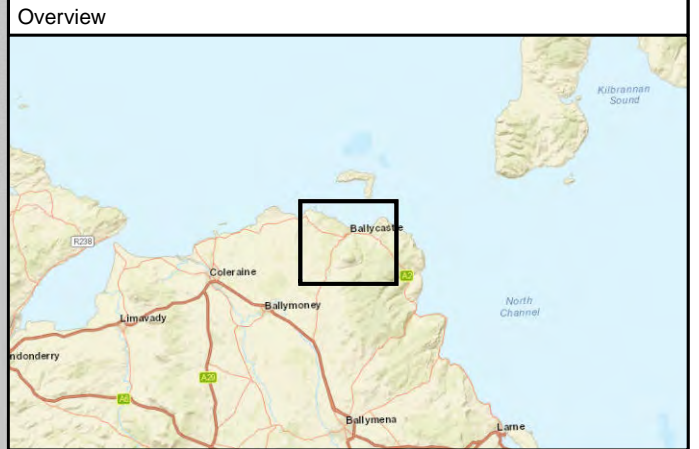 Overview
Kilbrannan
Sound
Ballycastle
R238
Coleraine
A2
North
Channel
Ballymoney
Limavady
ndonderry
A29
A6
Ballymena
Larne